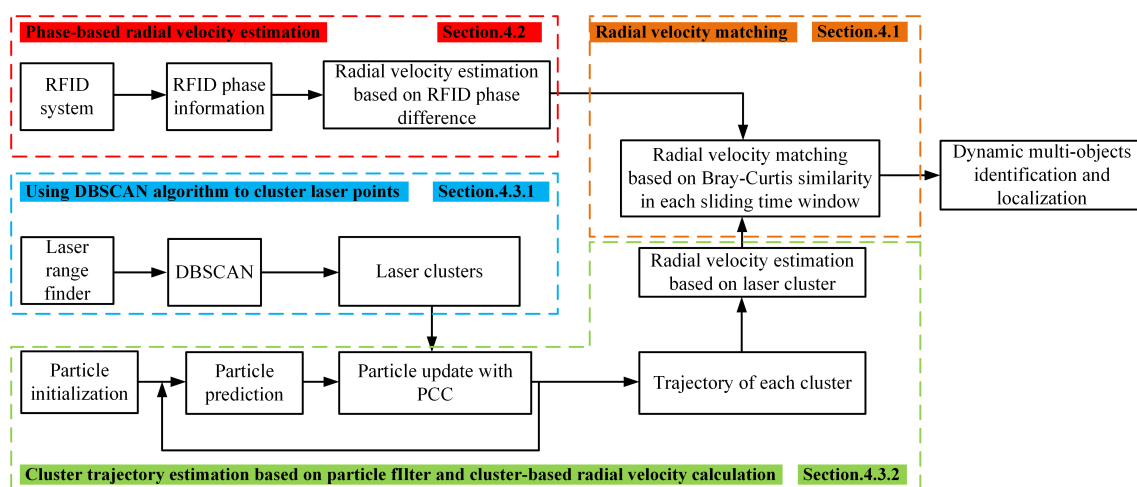 Phase-based radial velocity estimation
Section.4.2
RFID
system
RFID phase
information
Radial velocity estimation
based on RFID phase
difference
Radial velocity matching
Section.4.1
Radial velocity matching
based on Bray-Curtis similarity
in each sliding time window
Dynamic multi-objects
identification and
localization
Using DBSCAN algorithm to cluster laser points
Section.4.3.1
Laser
range
finder
DBSCAN
Laser clusters
Radial velocity estimation
based on laser cluster
Particle
initialization
Particle
prediction
Particle update with
PCC
Trajectory of each cluster
Cluster trajectory estimation based on particle fIlter and cluster-based radial velocity calculation
Section.4.3.2